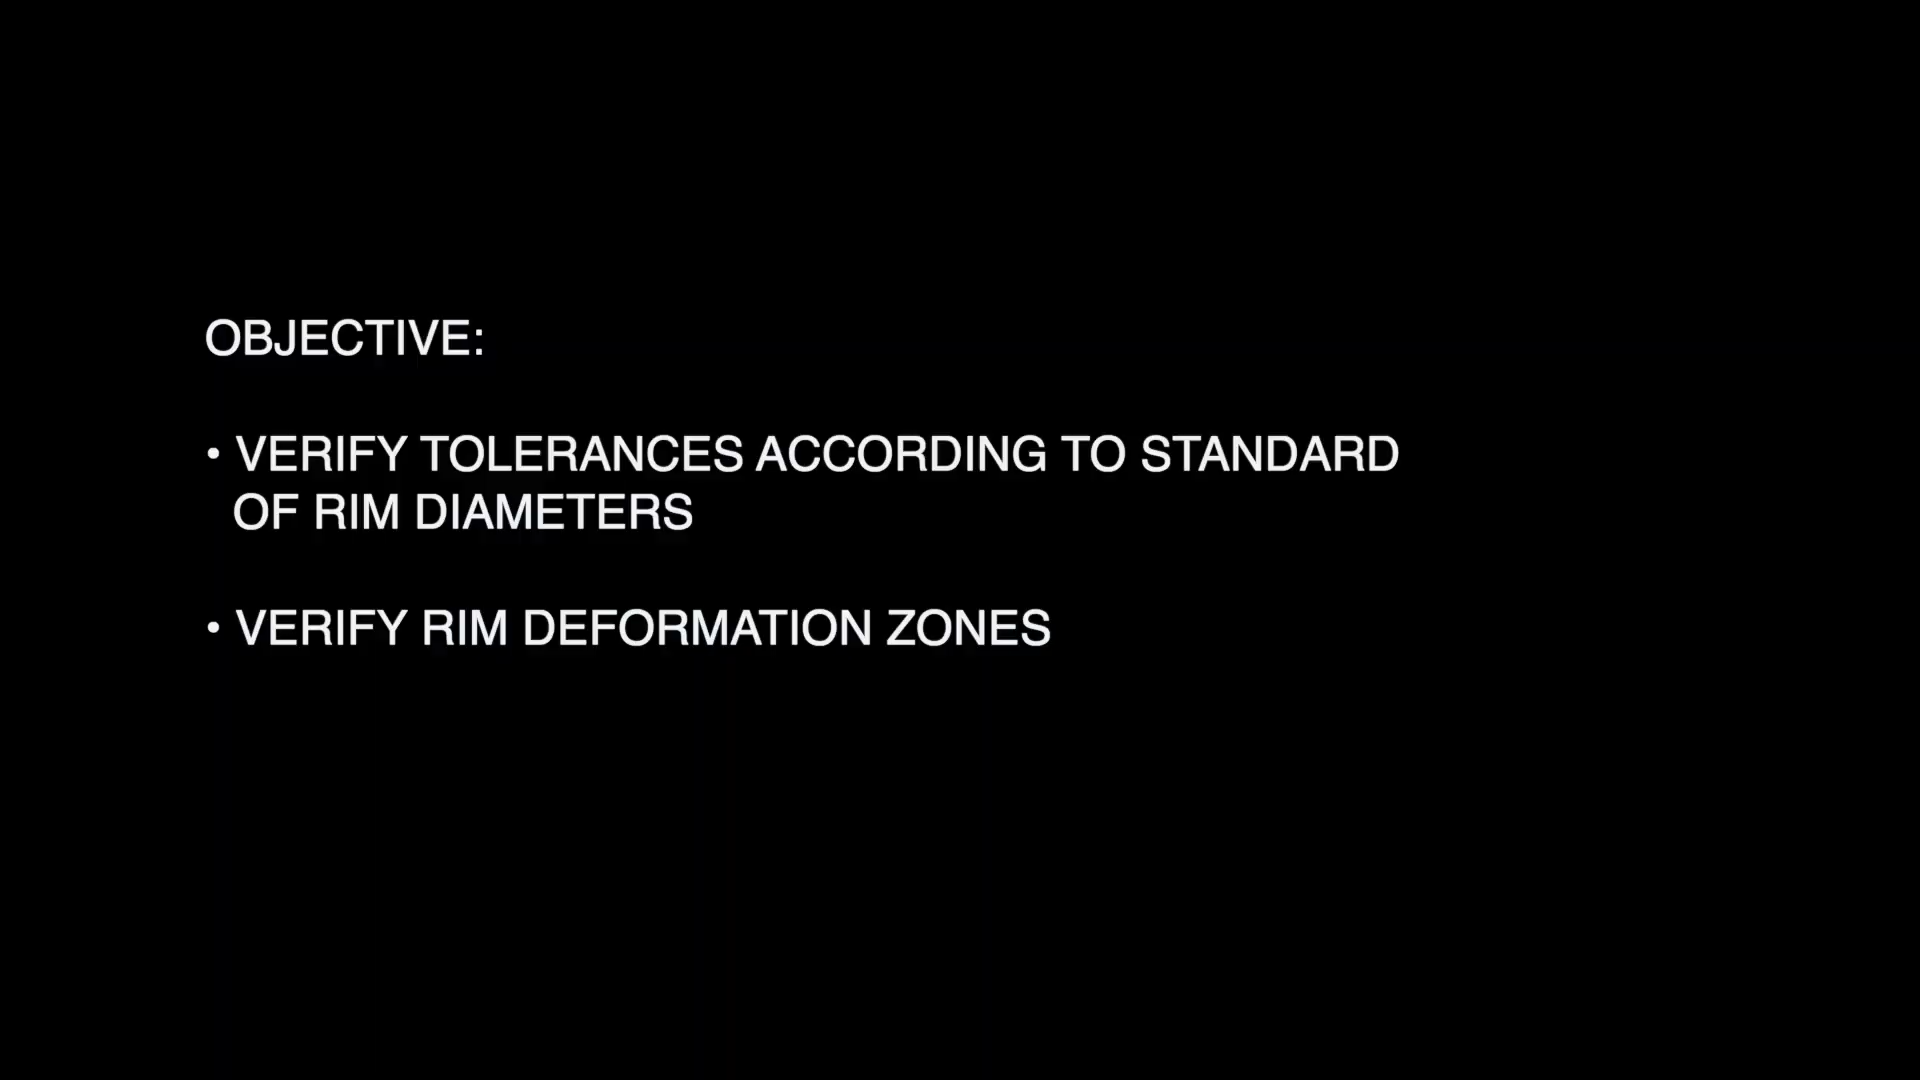 OBJECTIVE:
• VERIFY TOLERANCES ACCORDING TO STANDARD
OF RIM DIAMETERS
• VERIFY RIM DEFORMATION ZONES